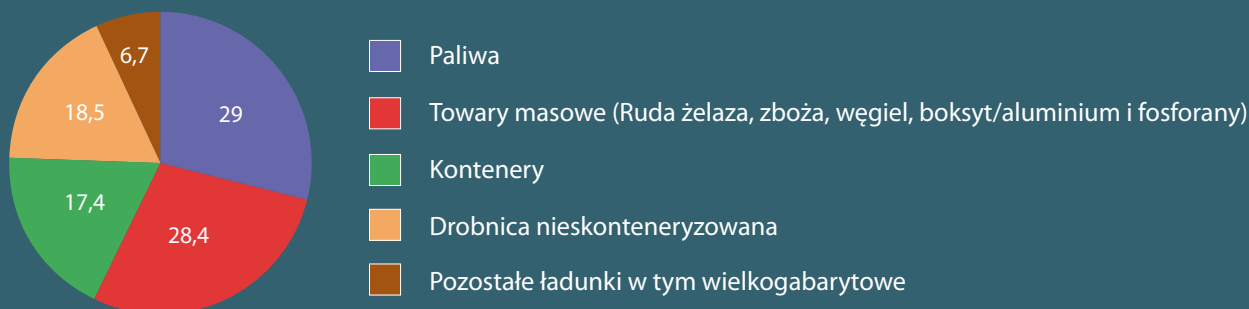 6,7
18,5
29
17,4
28,4
Paliwa
Towary masowe (Ruda żelaza, zboża, węgiel, boksyt/aluminium i fosforany)
Kontenery
Drobnica nieskonteneryzowana
Pozostałe ładunki w tym wielkogabarytowe